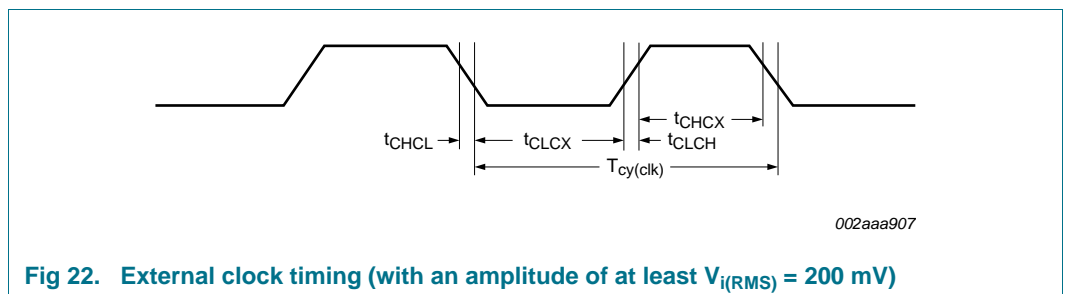 tCHCX
tCHCL
tCLCX
tCLCH
Tcy(clk)
002aaa907
Fig 22. External clock timing (with an amplitude of at least Vi(RMS) = 200 mV)